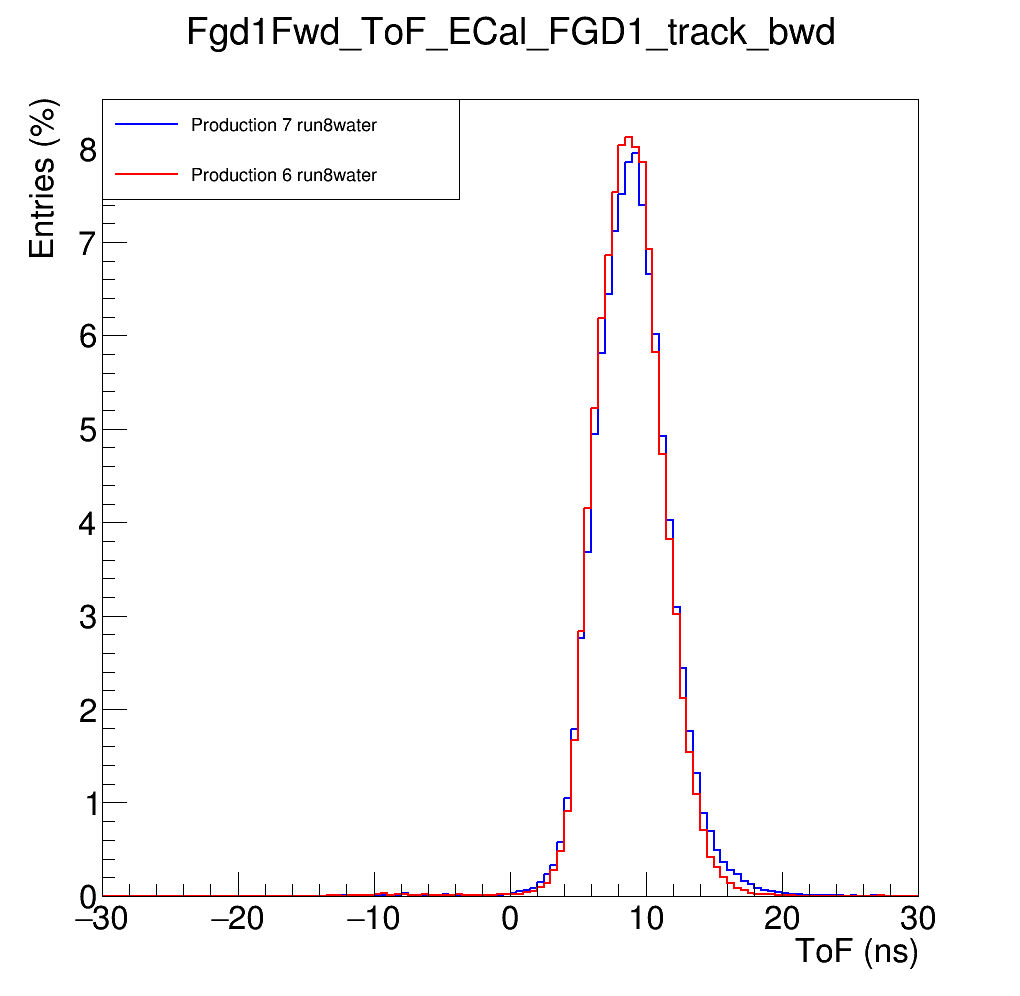 Fgd1Fwd_ToF_ECal_FGD1_track_bwd
Entries (%)
Production 7 run8water
Production 6 run8water
8
7
6
5
4
3
2
1
0
−30 −20 −10 0 10 20 30
ToF (ns)